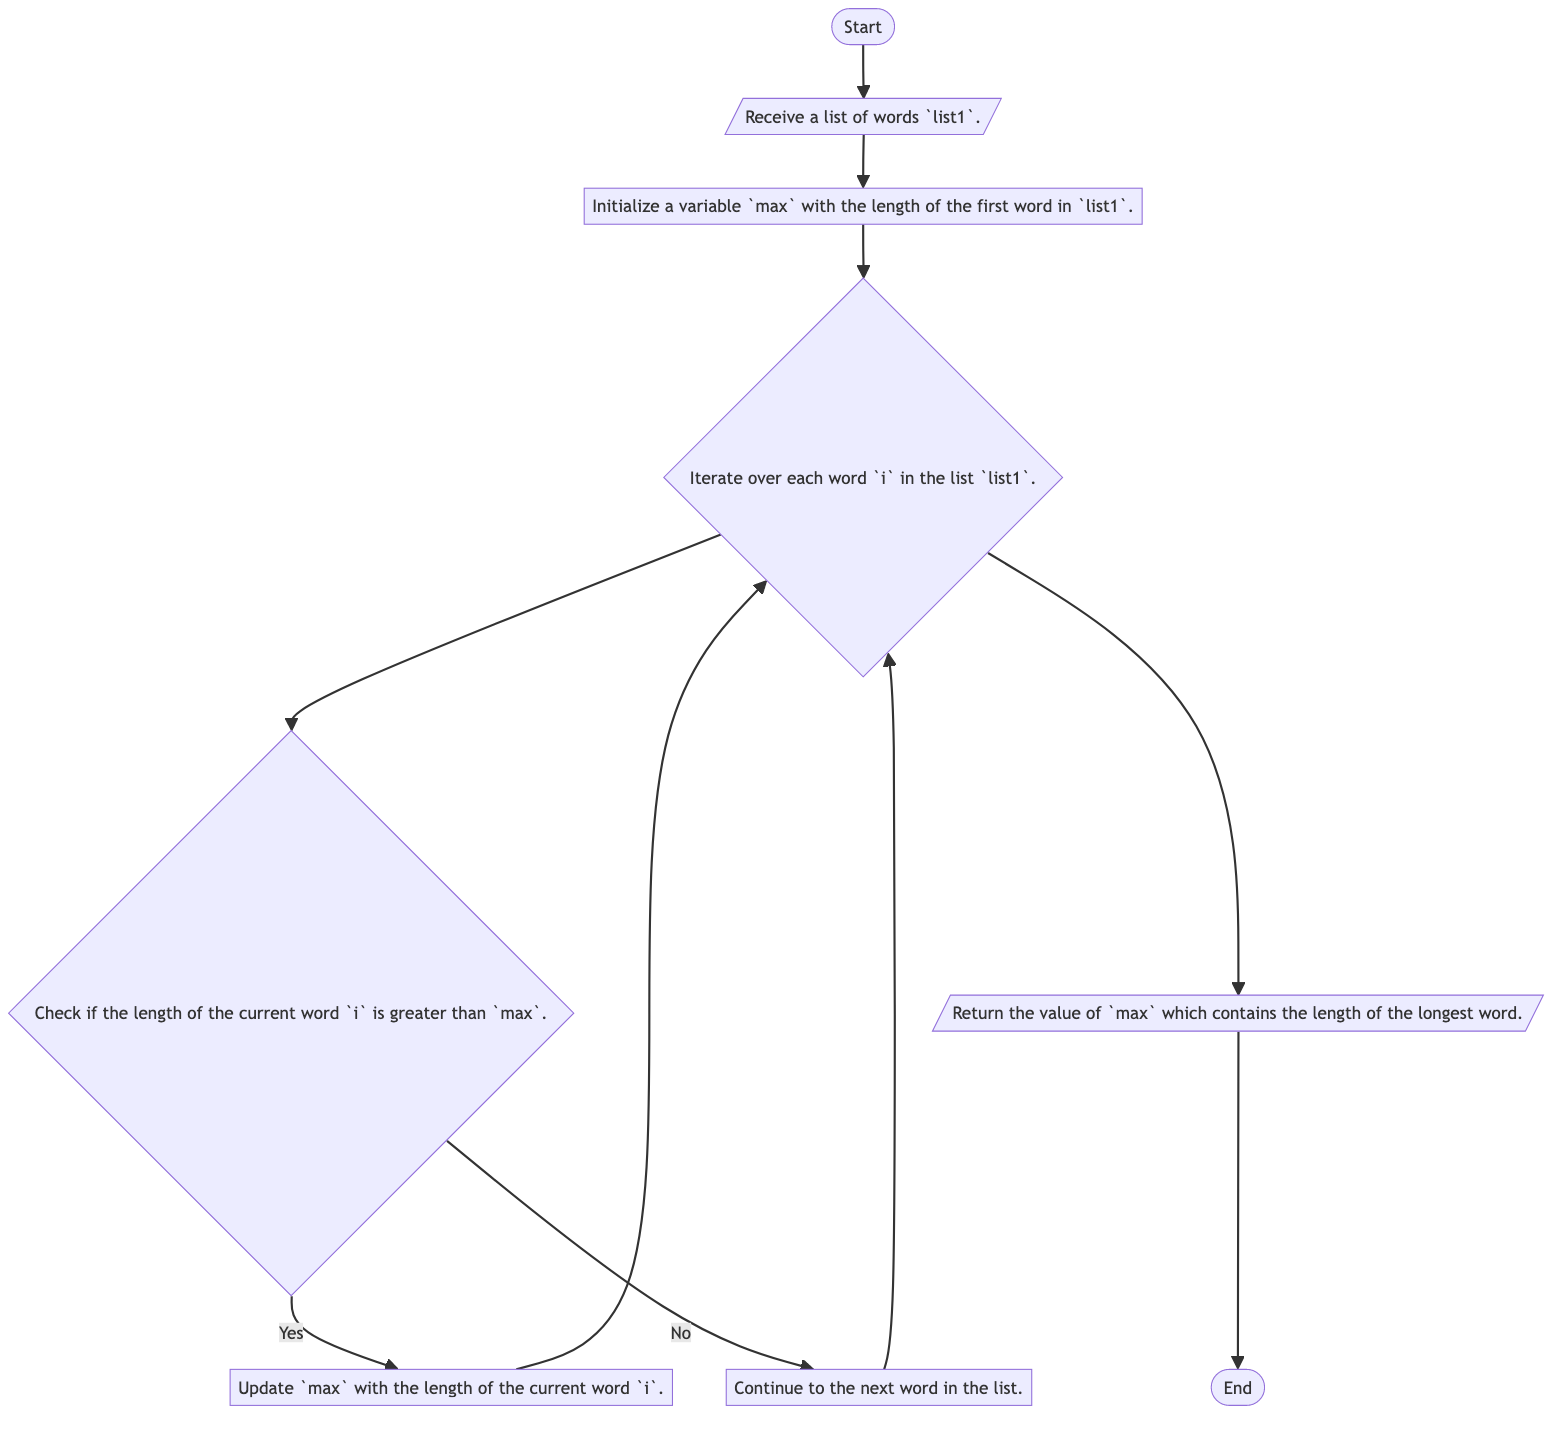 Start
Receive a list of words `list1`.
Initialize a variable `max` with the length of the first word in `list1`.
Iterate over each word `i` in the list `list1`.
Check if the length of the current word `i` is greater than `max`.
Return the value of `max` which contains the length of the longest word.
Yes
No
Update `max` with the length of the current word `i`.
Continue to the next word in the list.
End